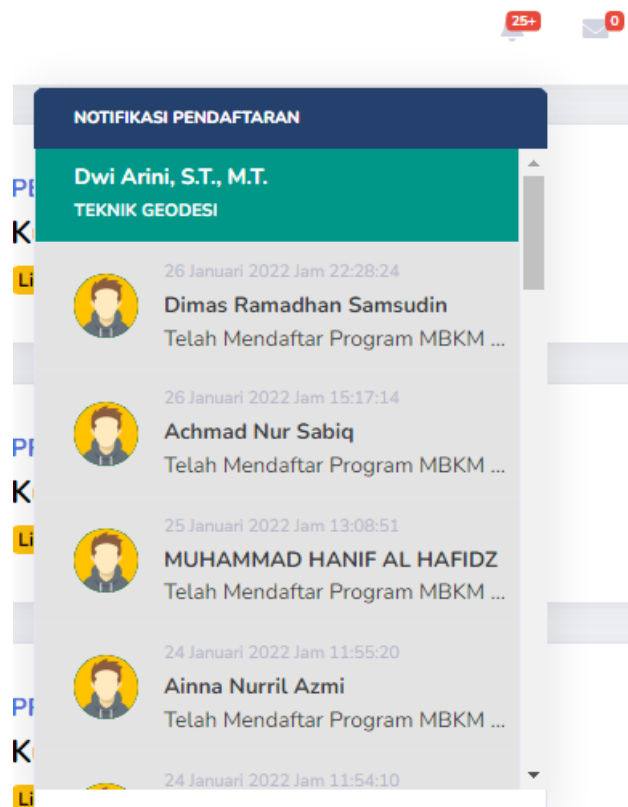 25+
0
NOTIFIKASI PENDAFTARAN
Dwi Arini, S.T., M.T.
TEKNIK GEODESI
26 Januari 2022 Jam 22:28:24
Dimas Ramadhan Samsudin
Telah Mendaftar Program MBKM ...
26 Januari 2022 Jam 15:17:14
Achmad Nur Sabiq
Telah Mendaftar Program MBKM ...
25 Januari 2022 Jam 13:08:51
MUHAMMAD HANIF AL HAFIDZ
Telah Mendaftar Program MBKM ...
24 Januari 2022 Jam 11:55:20
Ainna Nurril Azmi
Telah Mendaftar Program MBKM ...
24 Januari 2022 Jam 11:54:10